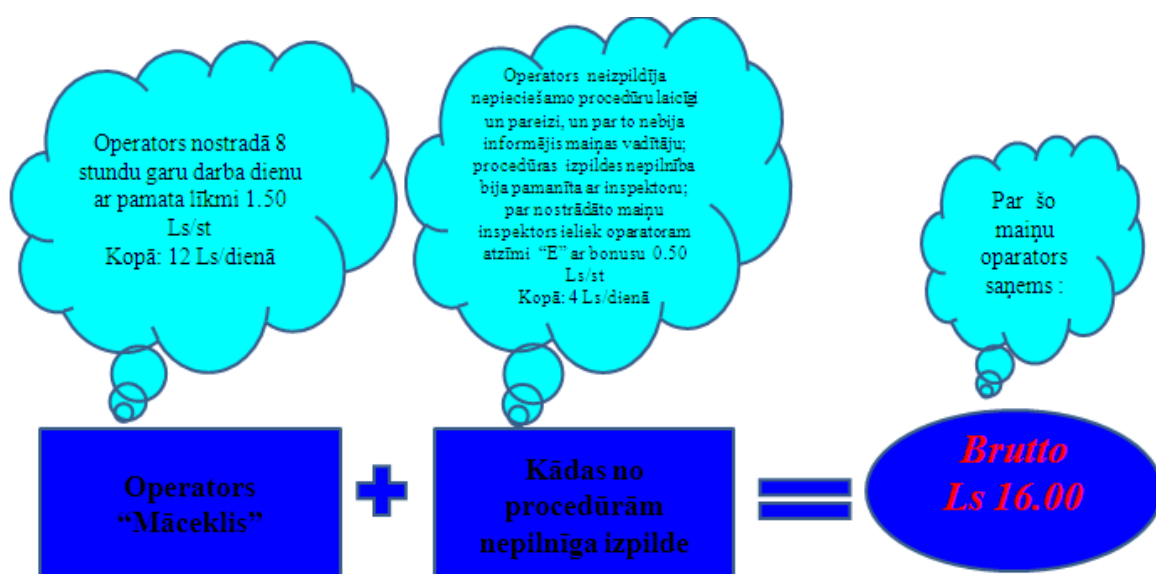 Operators nostradā 8
stundu garu darba dienu
ar pamata līkmi 1.50
Ls/st
Kopā: 12 Ls/dienā
Operators neizpildīja
nepieciešamo procedūru laicīgi
un pareizi, un par to nebija
informējis maiņas vadītāju;
procedūras izpildes nepilnība
bija pamanīta ar inspektoru;
par nostrādāto maiņu
inspektors ieliek oparatoram
atzīmi “E” ar bonusu 0.50
Ls/st
Kopā: 4 Ls/dienā
Par šo
maiņu
oparators
saņems :
Operators
“Māceklis”
+
Kādas no
procedūrām
nepilnīga izpilde
=
Brutto
Ls 16.00